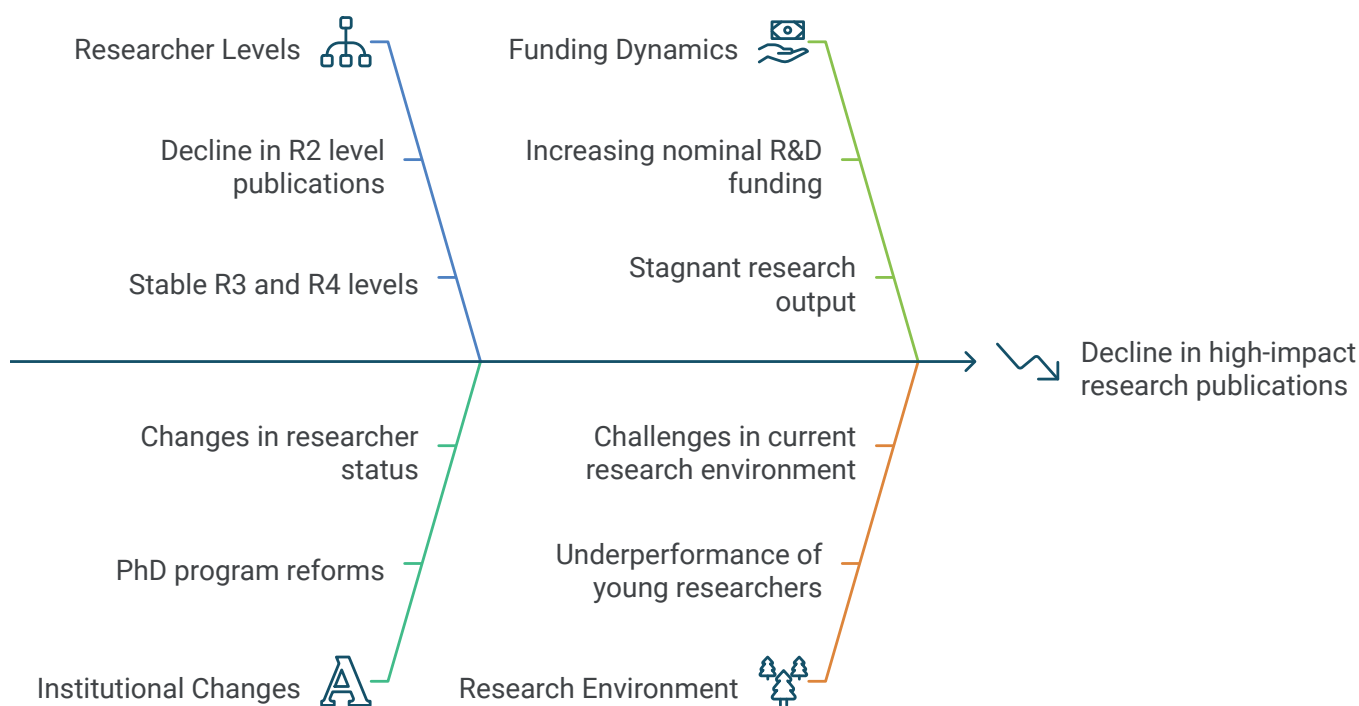 Researcher Levels
Decline in R2 level
publications
Stable R3 and R4 levels
Funding Dynamics
Increasing nominal R&D
funding
Stagnant research
output
Decline in high-impact
research publications
Changes in researcher
status
PhD program reforms
Institutional Changes
Challenges in current
research environment
Underperformance of
young researchers
Research Environment